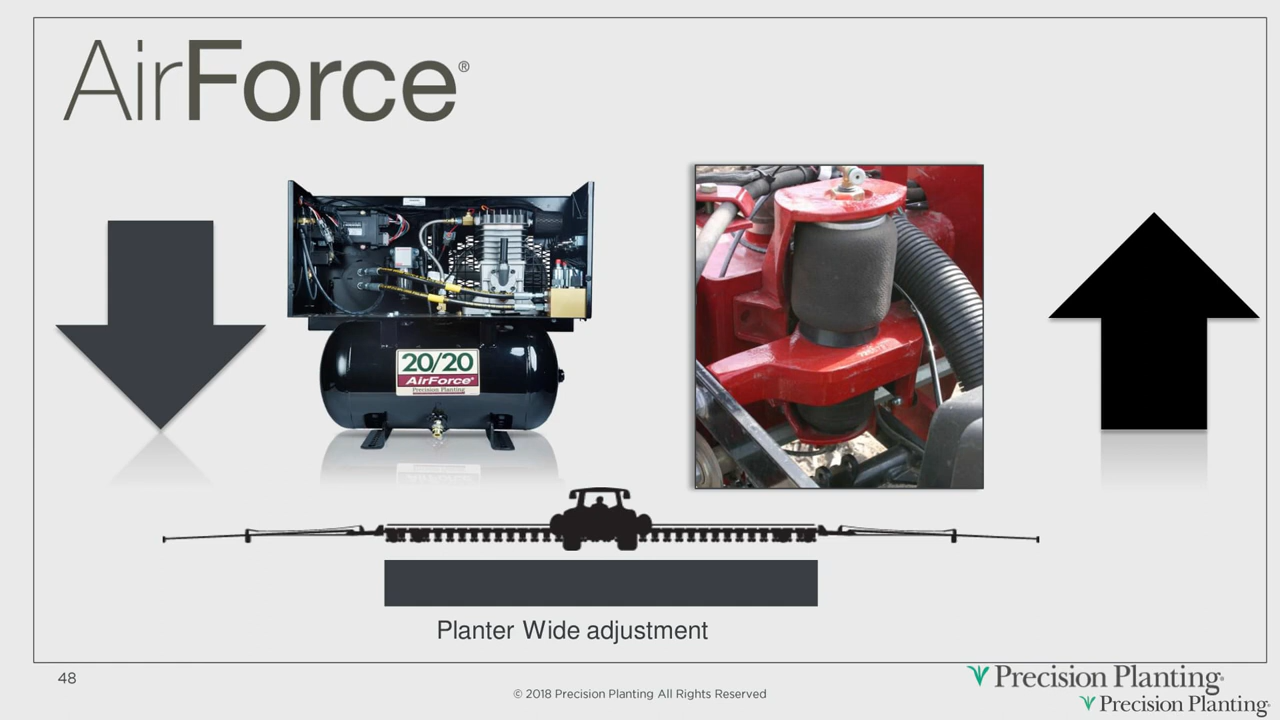 AirForce®
20/20
AirForce®
Precision Planting
Planter Wide adjustment
48
© 2018 Precision Planting All Rights Reserved
Precision Planting®
Precision Planting®